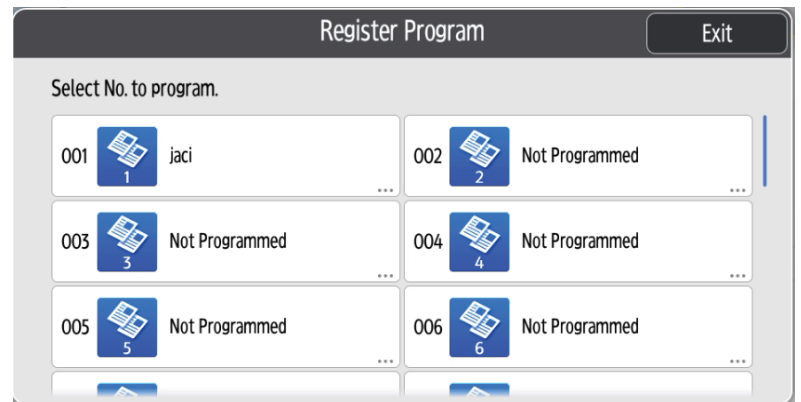 Register Program
Exit
Select No. to program.
001 1 jaci ...
002 2 Not Programmed ...
003 3 Not Programmed ...
004 4 Not Programmed ...
005 5 Not Programmed ...
006 6 Not Programmed ...